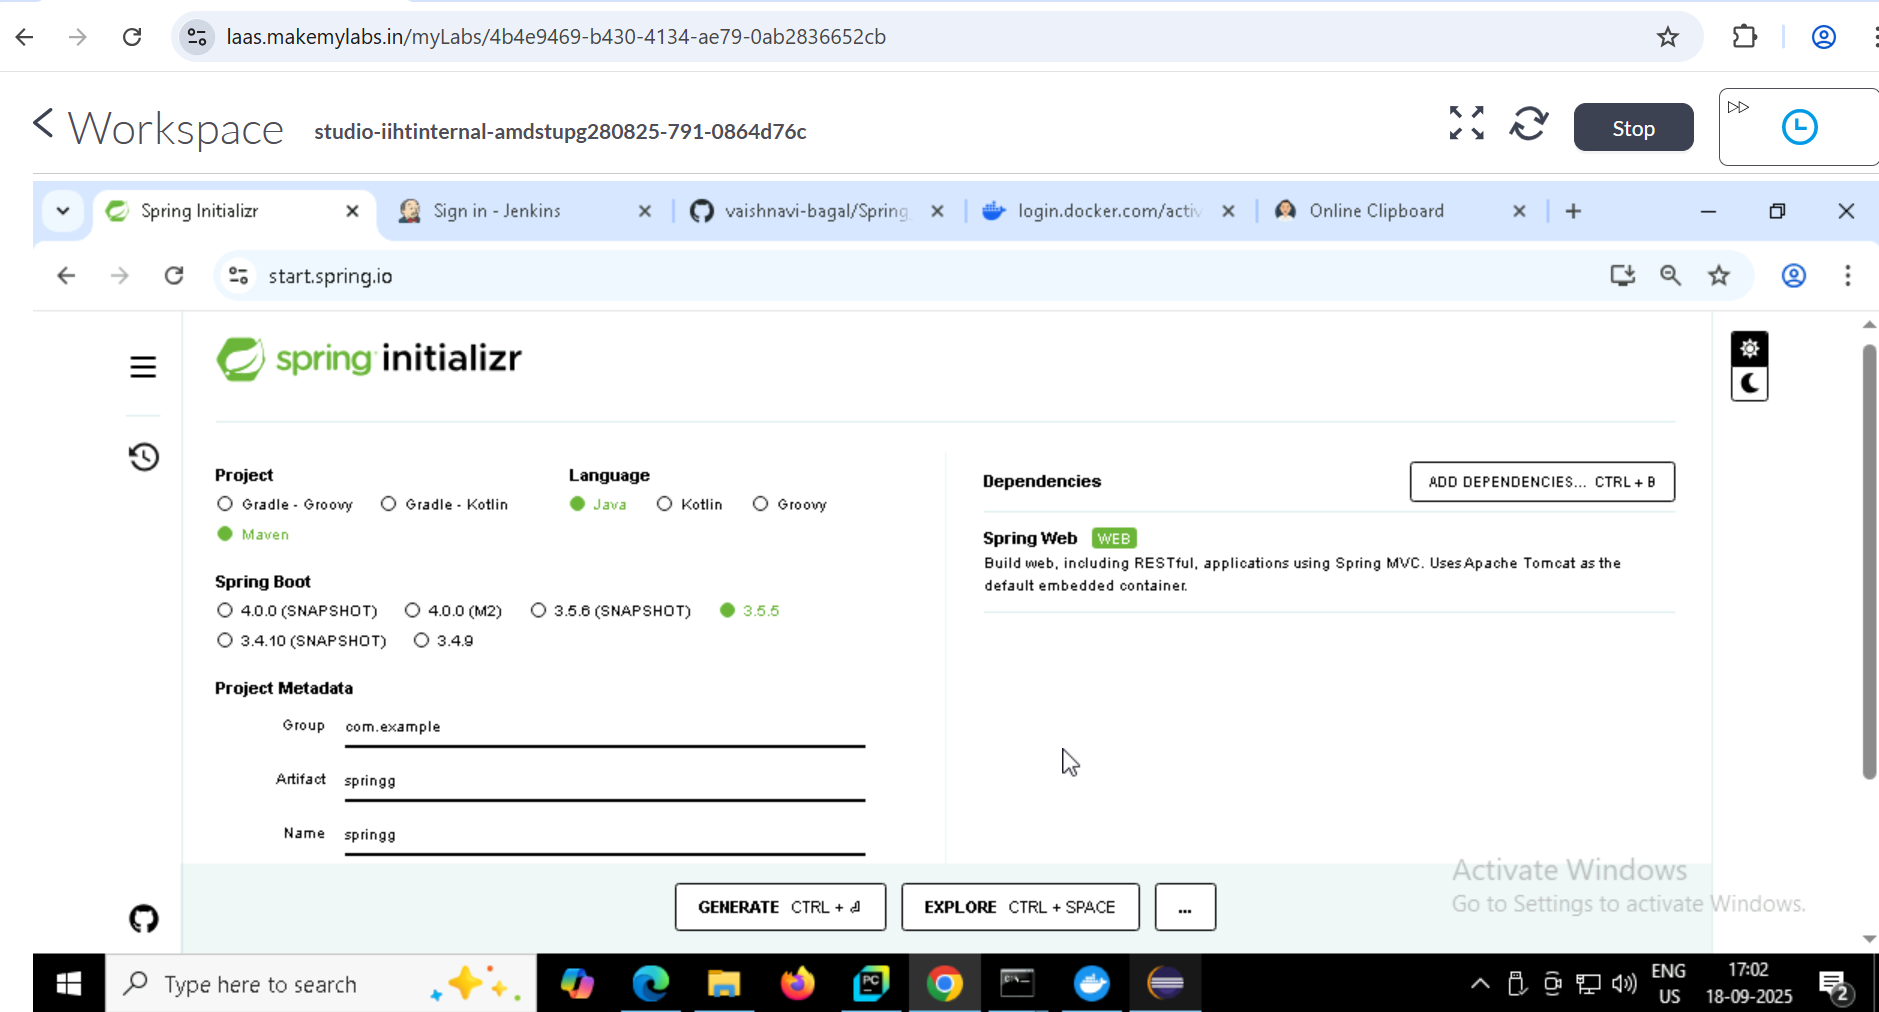 laas.makemylabs.in/myLabs/4b4e9469-b430-4134-ae79-0ab2836652cb
Workspace studio-iihtinternal-amdstupg280825-791-0864d76c Stop
Spring Initializr Sign in - Jenkins vaishnavi-bagal/Spring login.docker.com/activ Online Clipboard
start.spring.io
spring initializr
Project Language Dependencies ADD DEPENDENCIES... CTRL + B
Gradle - Groovy Gradle - Kotlin Java Kotlin Groovy
Maven
Spring Web WEB
Build web, including RESTful, applications using Spring MVC. Uses Apache Tomcat as the
default embedded container.
Spring Boot
4.0.0 (SNAPSHOT) 4.0.0 (M2) 3.5.6 (SNAPSHOT) 3.5.5
3.4.10 (SNAPSHOT) 3.4.9
Project Metadata
Group com.example
Artifact springg
Name springg
GENERATE CTRL + ⏎ EXPLORE CTRL + SPACE ...
Activate Windows
Go to Settings to activate Windows.
Type here to search PC ENG US 17:02 18-09-2025 2